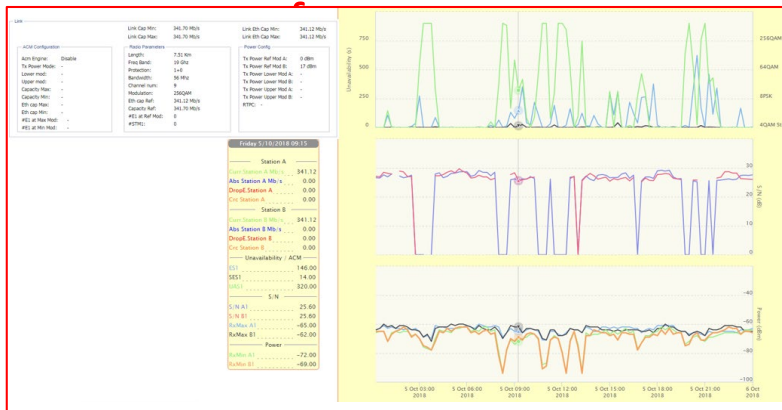 Link
Link Cap Min: 341.70 Mb/s
Link Cap Max: 341.70 Mb/s
Link Eth Cap Min: 341.12 Mb/s
Link Eth Cap Max: 341.12 Mb/s
ACM Configuration
Acm Engine: Disable
Tx Power Mode: -
Lower mod: -
Upper mod: -
Capacity Max: -
Capacity Min: -
Eth cap Max: -
Eth cap Min: -
#E1 at Max Mod: -
#E1 at Min Mod: -
Radio Parameters
Length: 7.51 Km
Freq Band: 18 Ghz
Protection: 1+0
Bandwidth: 56 Mhz
Channel num: 9
Modulation: 256QAM
Eth cap Ref: 341.12 Mb/s
Capacity Ref: 341.70 Mb/s
#E1 at Ref Mod: 0
#STM1: 0
Power Config
Tx Power Ref Mod A: 0 dBm
Tx Power Ref Mod B: 17 dBm
Tx Power Lower Mod A: -
Tx Power Lower Mod B: -
Tx Power Upper Mod A: -
Tx Power Upper Mod B: -
RTPC: -
Friday 5/10/2018 09:15
Station A
Curr Station A Mb/s 341.12
Abs Station A Mb/s 0.00
DropE.Station A 0.00
Crc Station A 0.00
Station B
Curr Station B Mb/s 341.12
Abs Station B Mb/s 0.00
DropE.Station B 0.00
Crc Station B 0.00
Unavailability / ACM
ES1 146.00
SES1 14.00
UAS1 320.00
S/N
S/N A1 25.60
S/N B1 25.60
RxMax A1 -65.00
RxMax B1 -62.00
Power
RxMin A1 -72.00
RxMin B1 -69.00
Unavailability (s)
750
500
250
0
256QAM
64QAM
8PSK
4QAM St
30
20
10
0
S/N (dB)
-40
-60
-80
-100
Power (dBm)
5 Oct 03:00 2018
5 Oct 06:00 2018
5 Oct 09:00 2018
5 Oct 12:00 2018
5 Oct 15:00 2018
5 Oct 18:00 2018
5 Oct 21:00 2018
6 Oct 2018